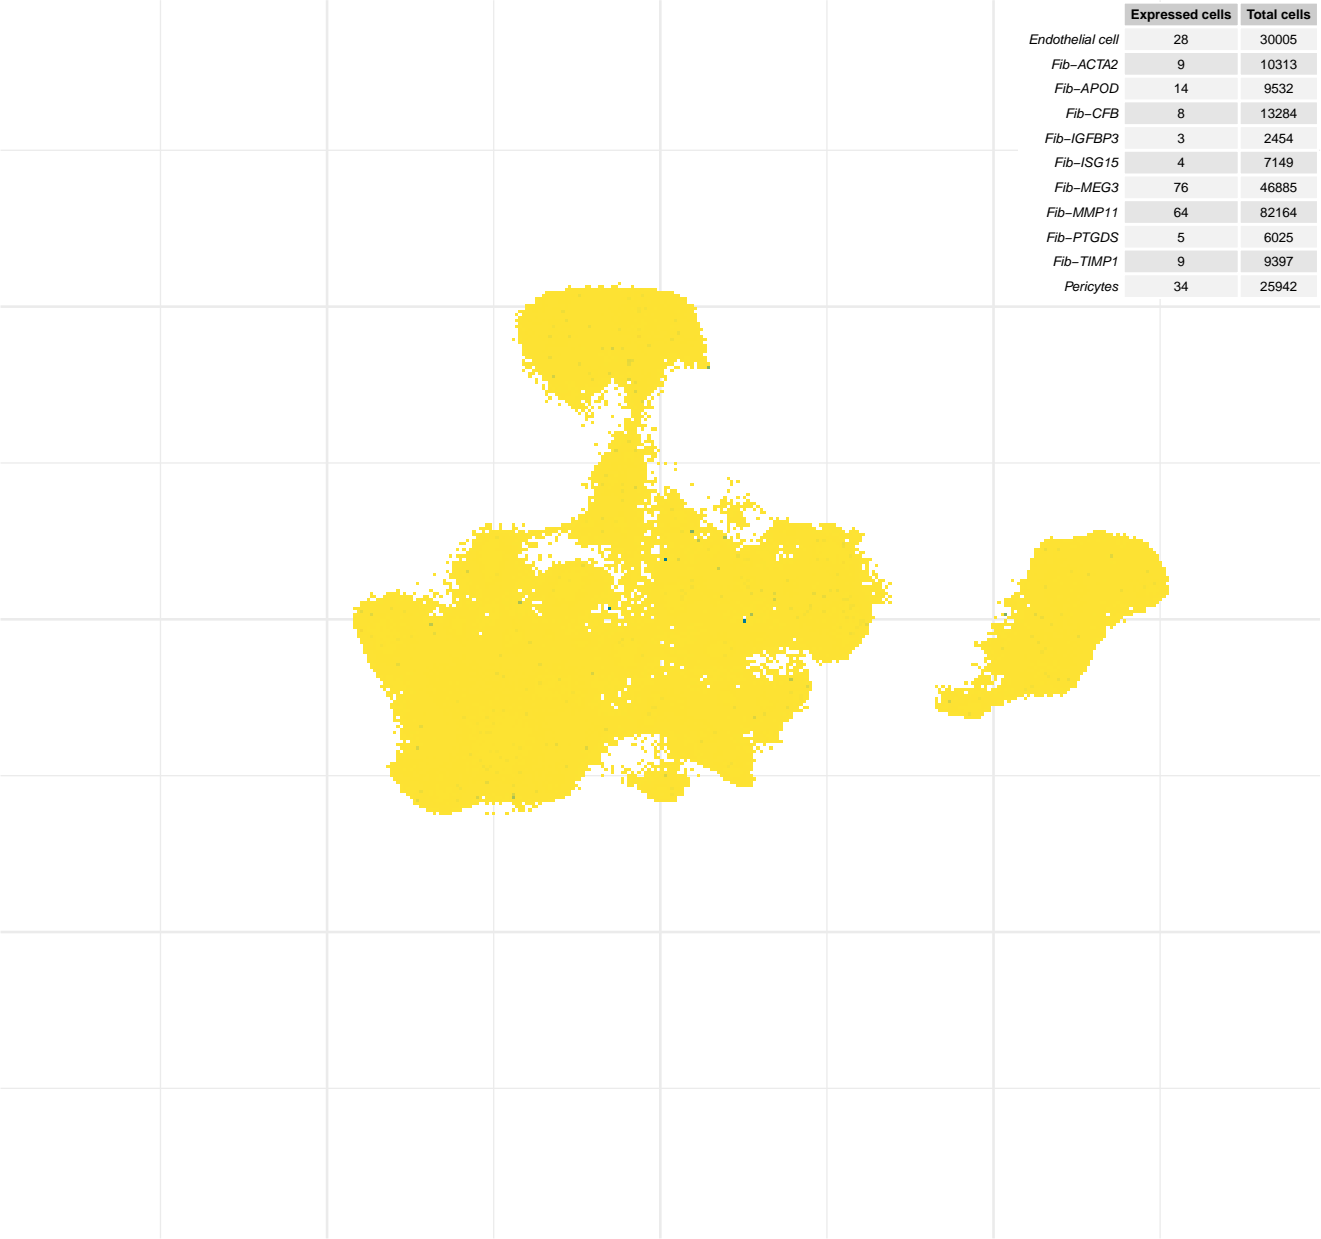 Expressed cells Total cells
Endothelial cell 28 30005
Fib−ACTA2 9 10313
Fib−APOD 14 9532
Fib−CFB 8 13284
Fib−IGFBP3 3 2454
Fib−ISG15 4 7149
Fib−MEG3 76 46885
Fib−MMP11 64 82164
Fib−PTGDS 5 6025
Fib−TIMP1 9 9397
Pericytes 34 25942